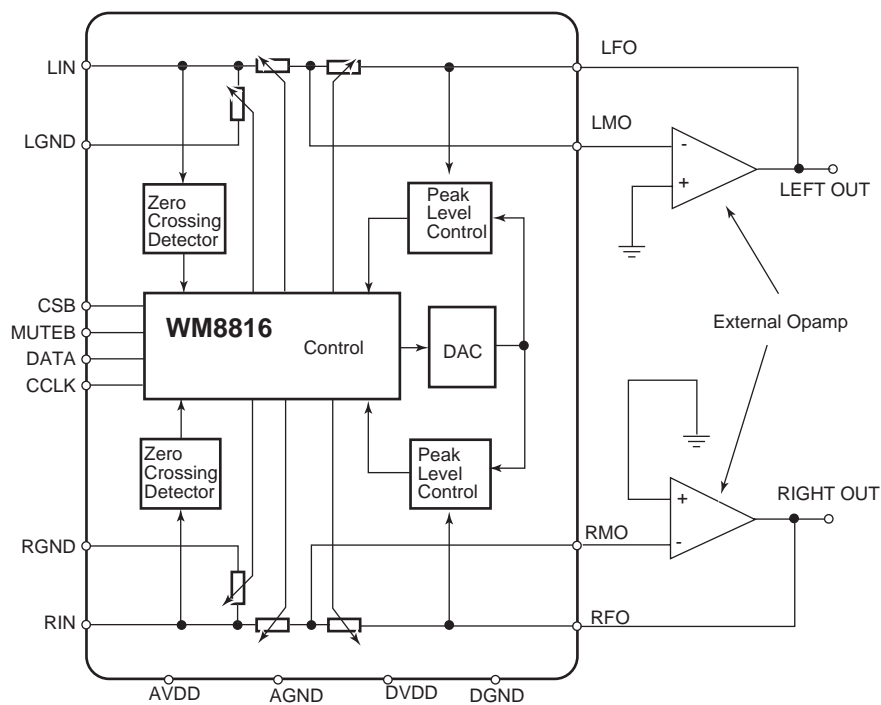 LIN
LFO
LMO
LGND
-
+
LEFT OUT
Zero
Crossing
Detector
Peak
Level
Control
CSB
MUTEB
DATA
CCLK
WM8816
Control
DAC
External Opamp
Zero
Crossing
Detector
Peak
Level
Control
+
-
RIGHT OUT
RGND
RMO
RIN
RFO
AVDD
AGND
DVDD
DGND